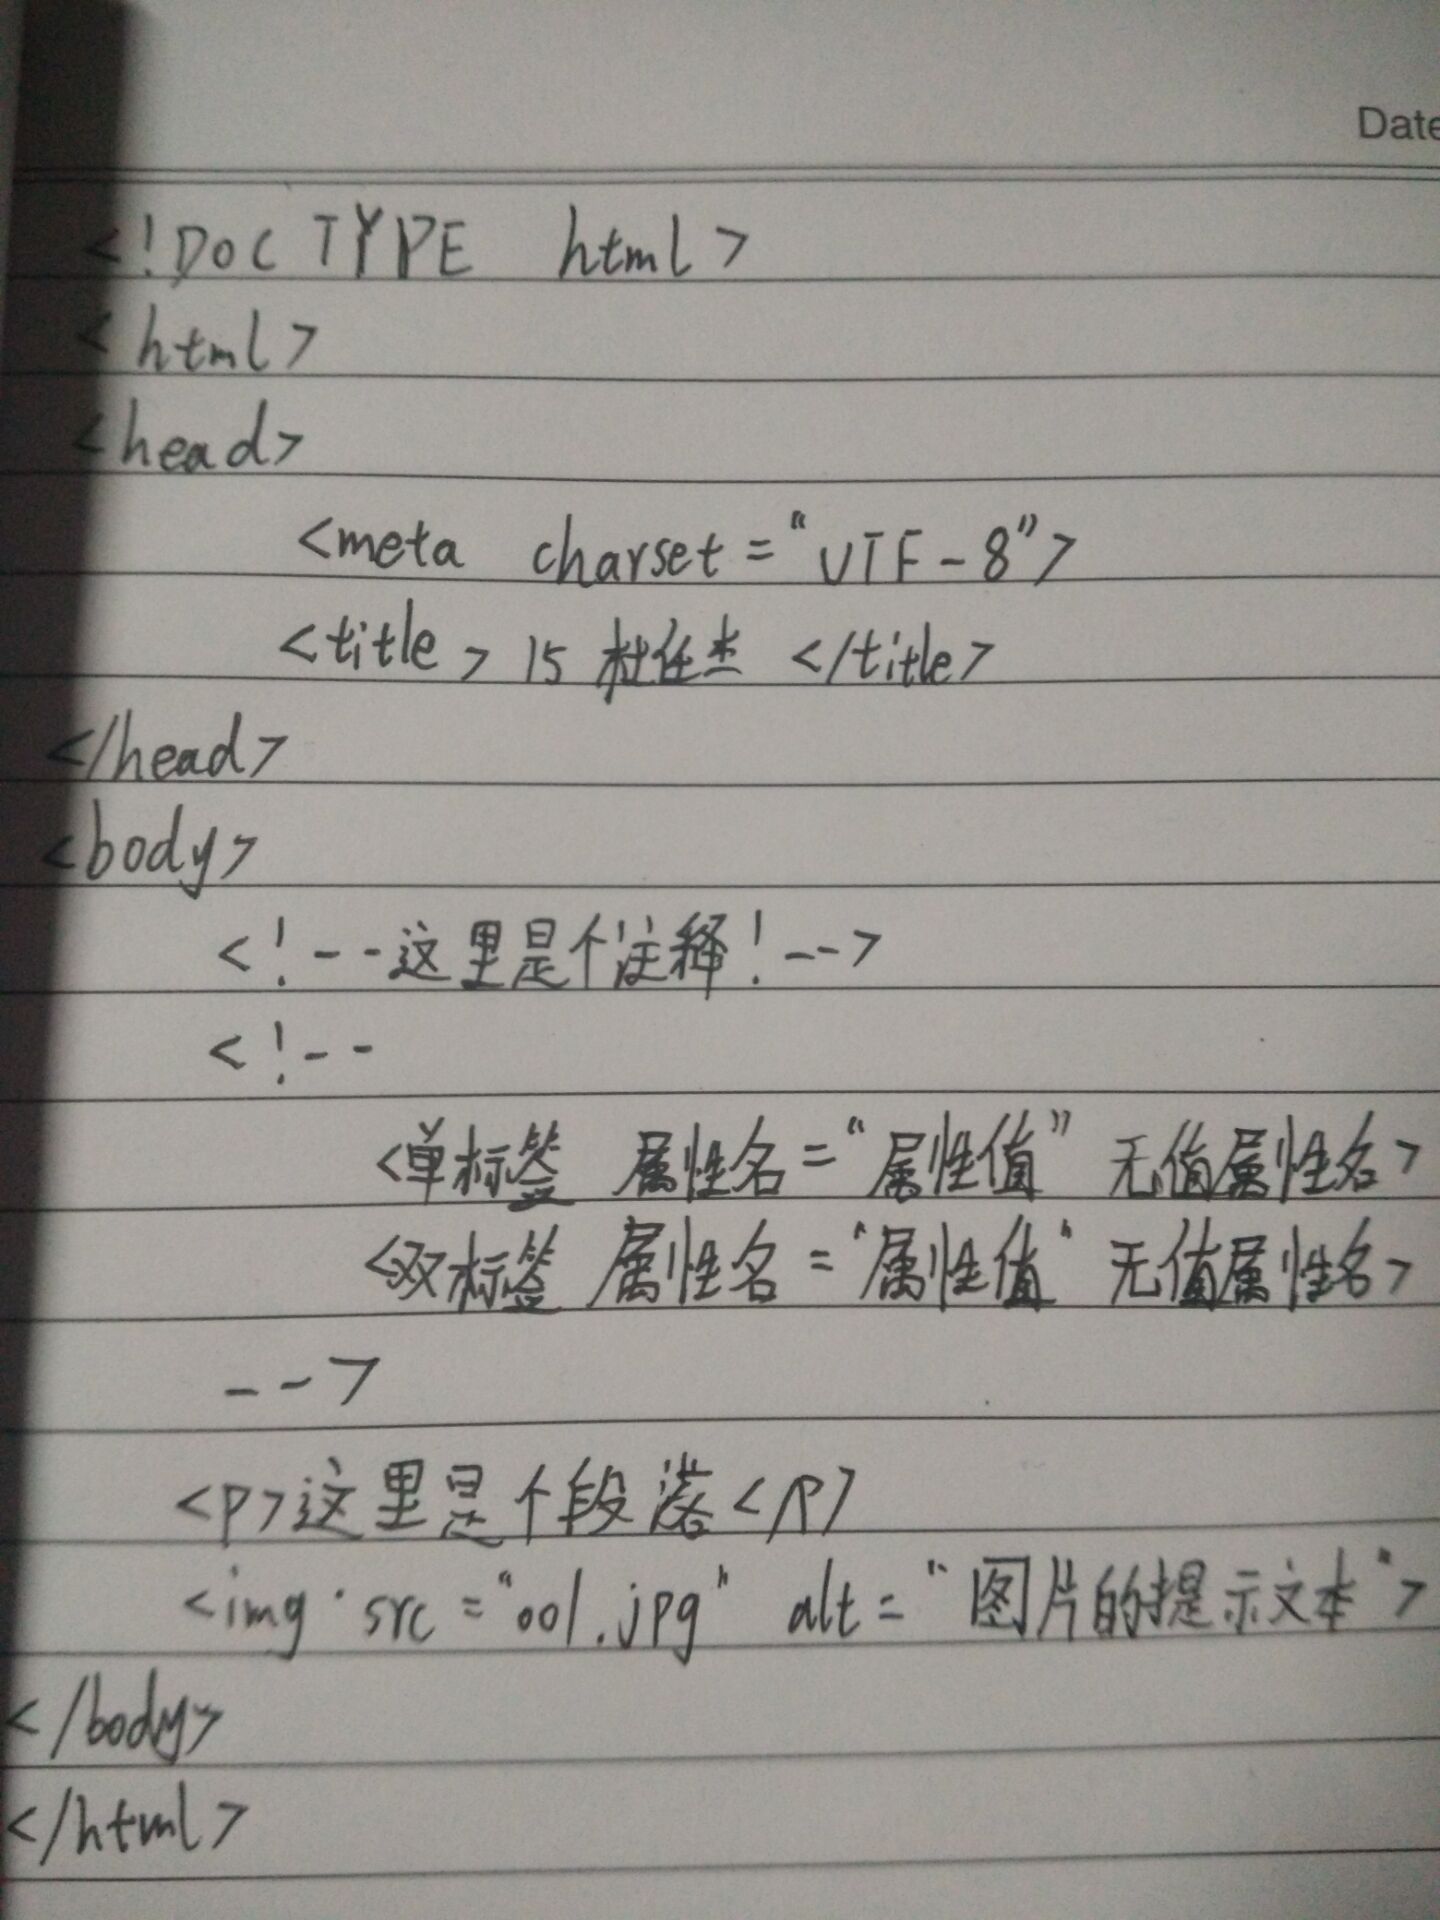 Date
<!DOCTYPE html>
<html>
<head>
<meta charset="UTF-8">
<title>15 杜任杰 </title>
</head>
<body>
<!--这里是个注释!-->
<!--
<单标签 属性名="属性值" 无值属性名>
<双标签 属性名="属性值" 无值属性名>
-->
<p>这里是个段落<p>
<img src="001.jpg" alt="图片的提示文本">
</body>
</html>